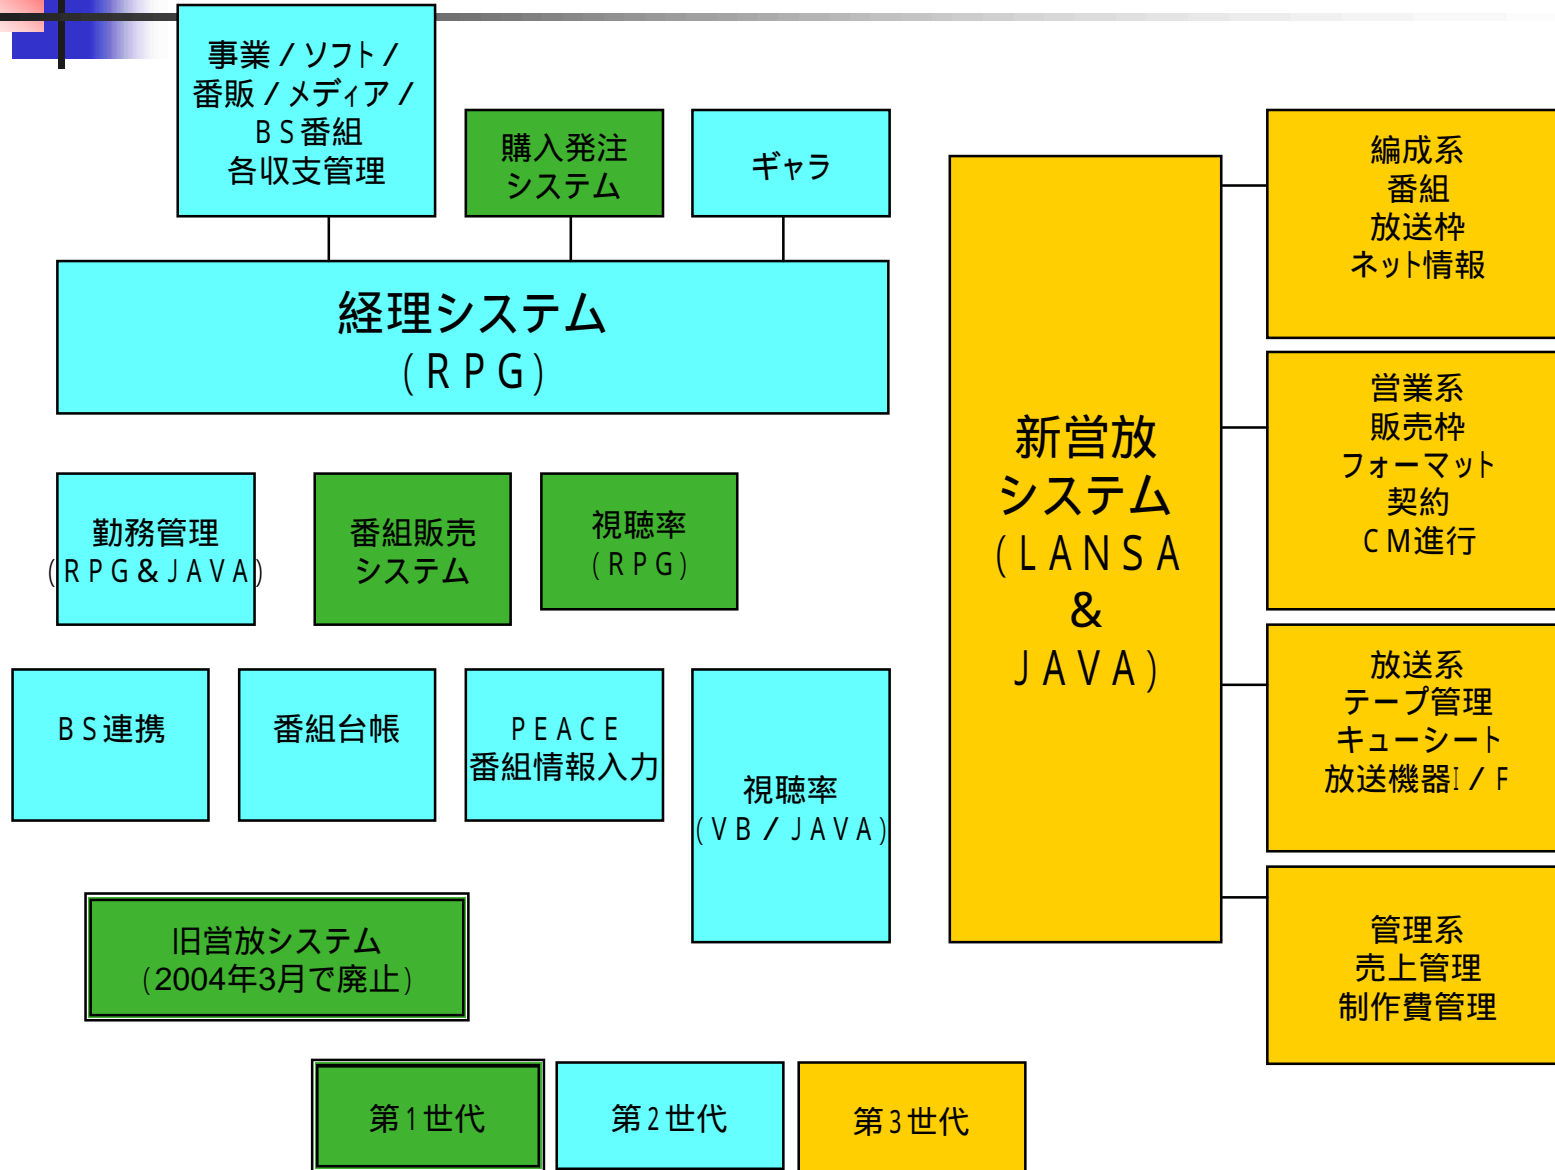 事業／ソフト／
番販／メディア／
ＢＳ番組
各収支管理
購入発注
システム
ギャラ
経理システム
（ＲＰＧ）
勤務管理
（ＲＰＧ＆ＪＡＶＡ）
番組販売
システム
視聴率
（ＲＰＧ）
ＢＳ連携
番組台帳
ＰＥＡＣＥ
番組情報入力
視聴率
（ＶＢ／ＪＡＶＡ）
旧営放システム
（2004年3月で廃止）
新営放
システム
（ＬＡＮＳＡ
＆
ＪＡＶＡ）
編成系
番組
放送枠
ネット情報
営業系
販売枠
フォーマット
契約
ＣＭ進行
放送系
テープ管理
キューシート
放送機器Ｉ／Ｆ
管理系
売上管理
制作費管理
第１世代
第２世代
第３世代